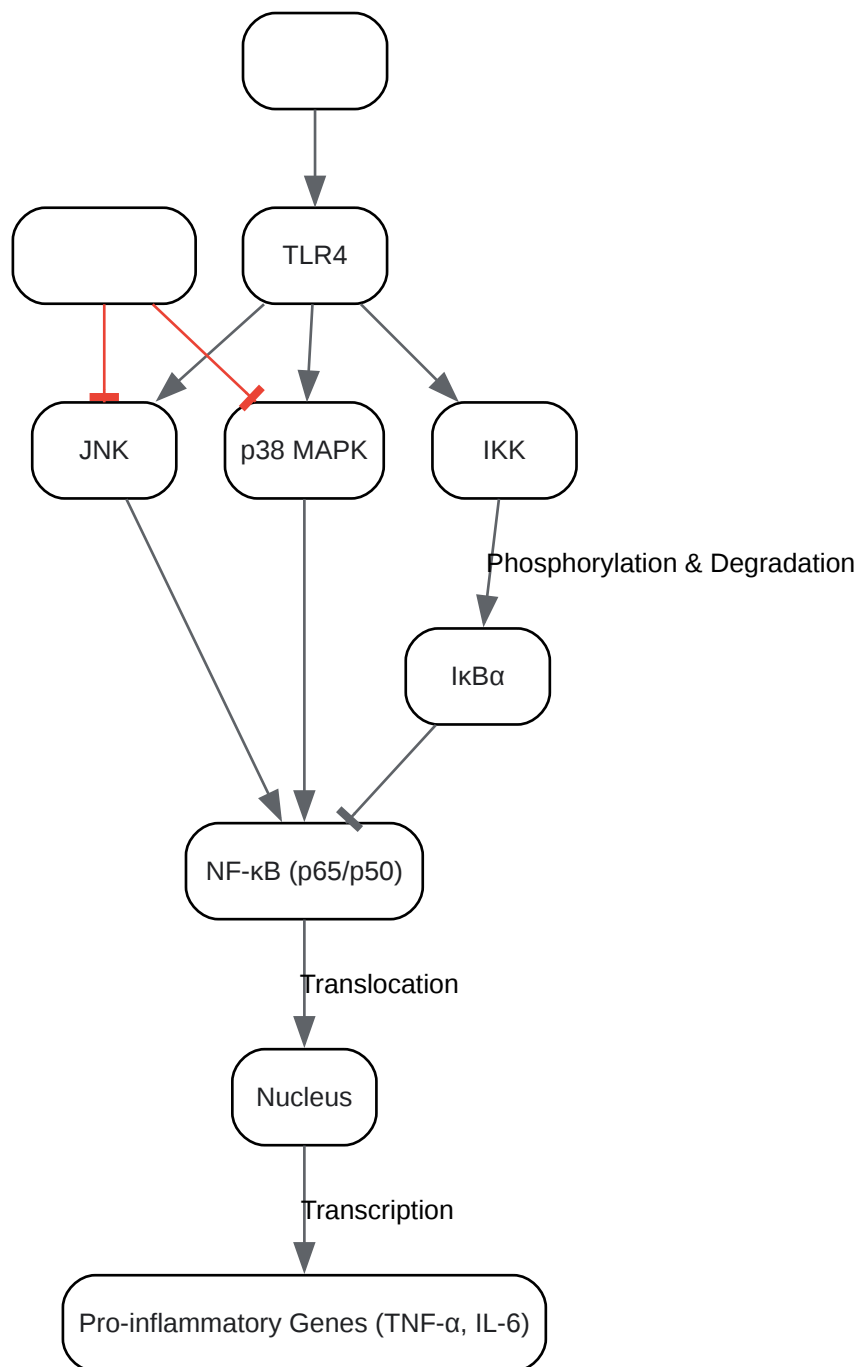 TLR4
JNK
p38 MAPK
IKK
Phosphorylation & Degradation
IκBα
NF-κB (p65/p50)
Translocation
Nucleus
Transcription
Pro-inflammatory Genes (TNF-α, IL-6)